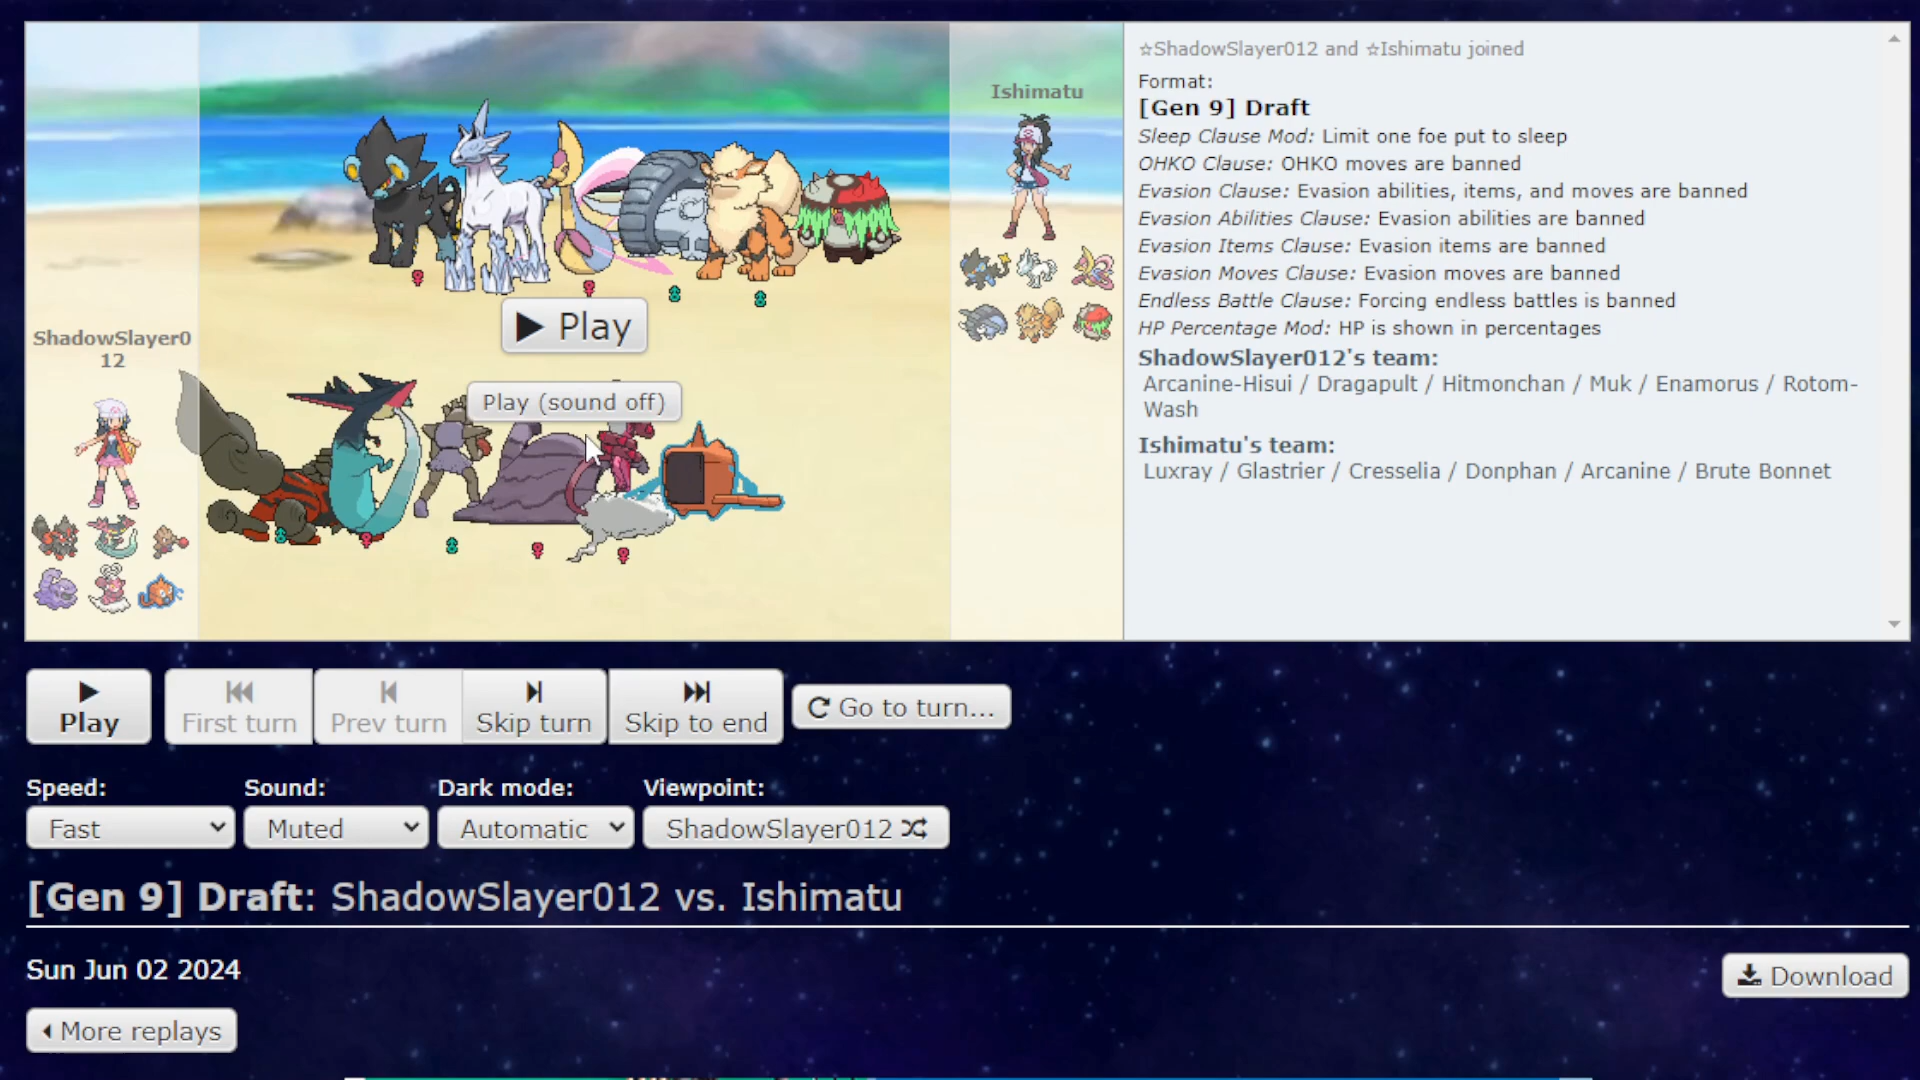 ☆ShadowSlayer012 and ☆Ishimatu joined
Format:
[Gen 9] Draft
Sleep Clause Mod: Limit one foe put to sleep
OHKO Clause: OHKO moves are banned
Evasion Clause: Evasion abilities, items, and moves are banned
Evasion Abilities Clause: Evasion abilities are banned
Evasion Items Clause: Evasion items are banned
Evasion Moves Clause: Evasion moves are banned
Endless Battle Clause: Forcing endless battles is banned
HP Percentage Mod: HP is shown in percentages
ShadowSlayer012's team:
Arcanine-Hisui / Dragapult / Hitmonchan / Muk / Enamorus / Rotom-
Wash
Ishimatu's team:
Luxray / Glastrier / Cresselia / Donphan / Arcanine / Brute Bonnet
Ishimatu
ShadowSlayer0
12
Play
Play (sound off)
Play
First turn
Prev turn
Skip turn
Skip to end
Go to turn...
Speed:
Sound:
Dark mode:
Viewpoint:
Fast
Muted
Automatic
ShadowSlayer012
[Gen 9] Draft: ShadowSlayer012 vs. Ishimatu
Sun Jun 02 2024
Download
More replays